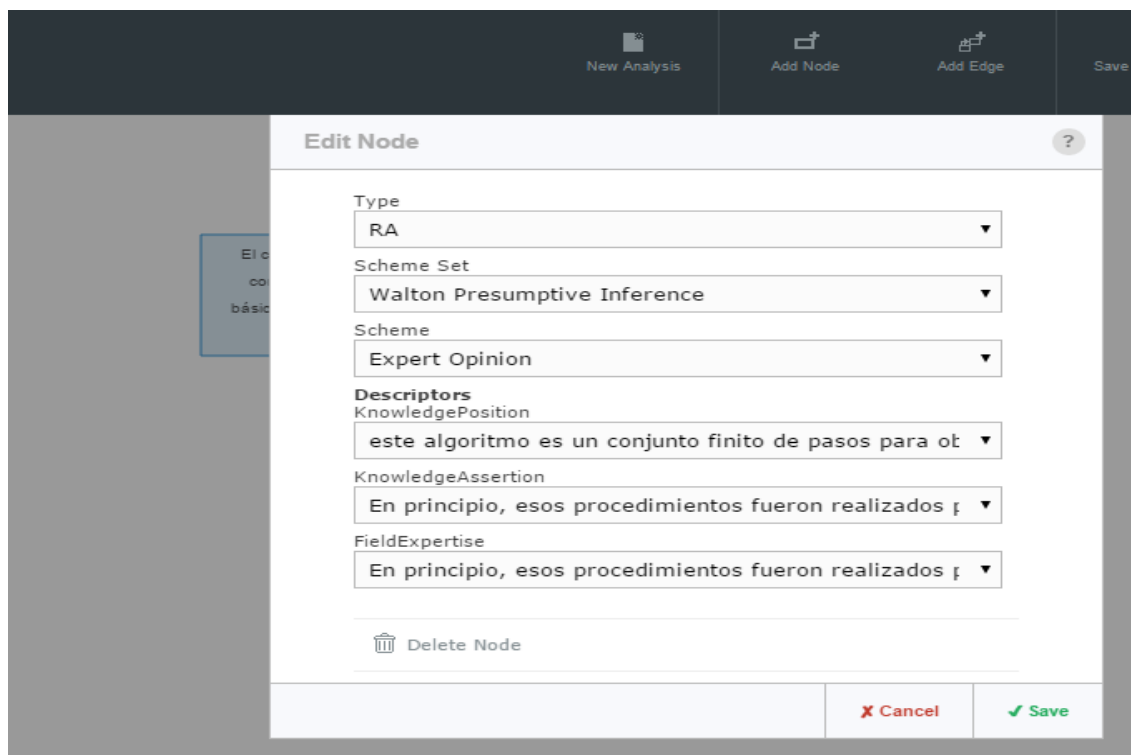 New Analysis
Add Node
Add Edge
Save
Edit Node
?
El c
co
básic
Type
RA
Scheme Set
Walton Presumptive Inference
Scheme
Expert Opinion
Descriptors
KnowledgePosition
este algoritmo es un conjunto finito de pasos para ob
KnowledgeAssertion
En principio, esos procedimientos fueron realizados p
FieldExpertise
En principio, esos procedimientos fueron realizados p
Delete Node
✗ Cancel
✓ Save